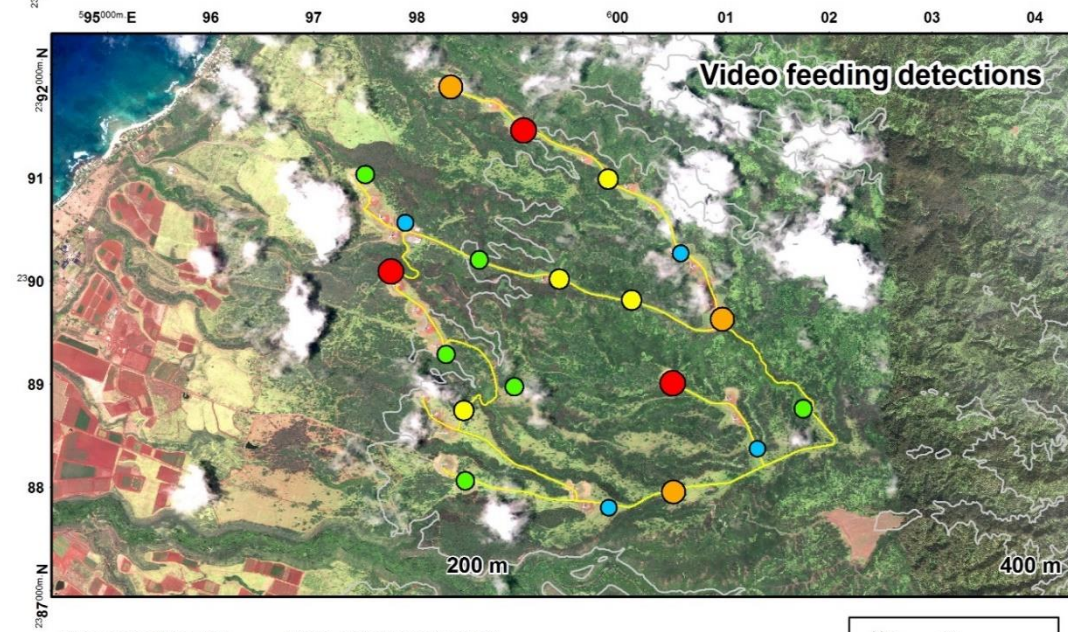 ⁵95⁰⁰⁰ᵐ·E 96 97 98 99 ⁶00 01 02 03 04
Video feeding detections
²³92⁰⁰⁰ᵐ·N
91
²³90
89
88
200 m 400 m
²³87⁰⁰⁰ᵐ·N